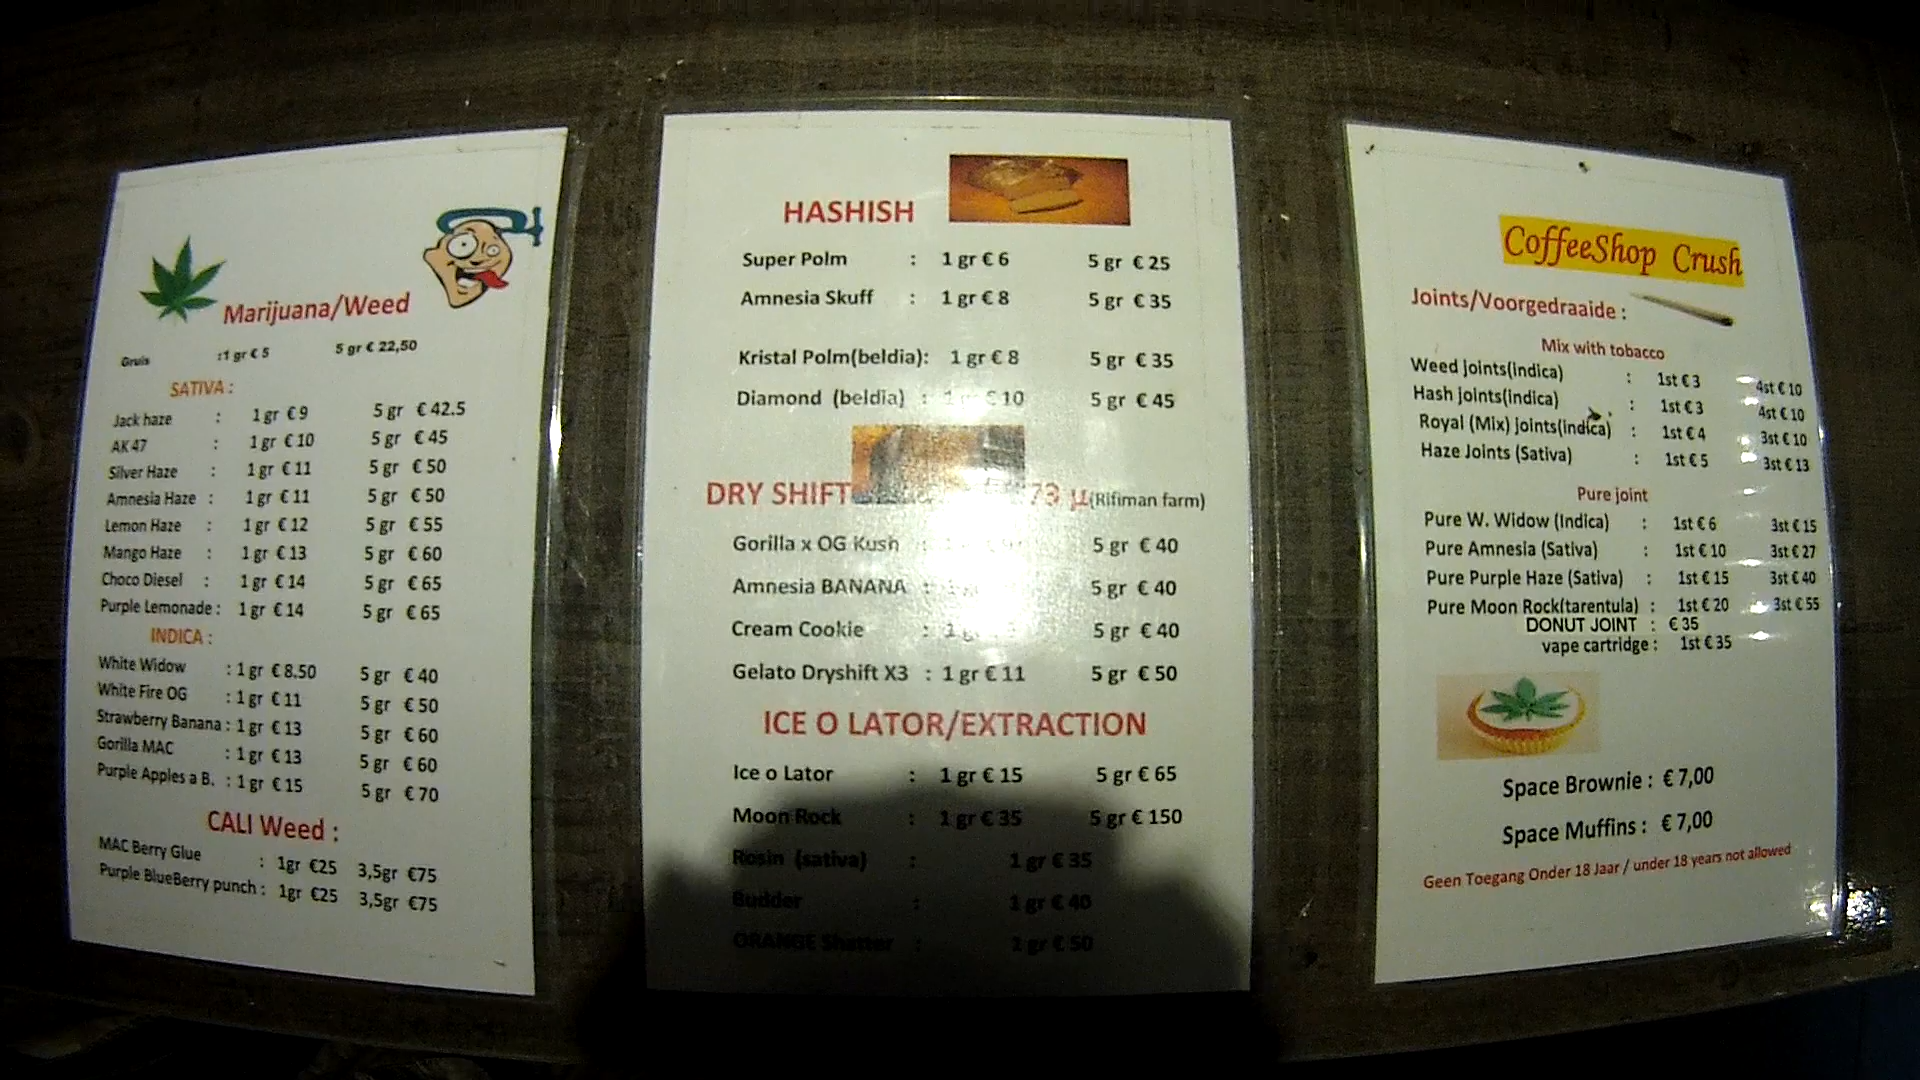 Marijuana/Weed
Gruis :1 gr € 5 5 gr € 22,50
SATIVA :
Jack haze : 1 gr € 9 5 gr € 42.5
AK 47 : 1 gr € 10 5 gr € 45
Silver Haze : 1 gr € 11 5 gr € 50
Amnesia Haze : 1 gr € 11 5 gr € 50
Lemon Haze : 1 gr € 12 5 gr € 55
Mango Haze : 1 gr € 13 5 gr € 60
Choco Diesel : 1 gr € 14 5 gr € 65
Purple Lemonade : 1 gr € 14 5 gr € 65
INDICA :
White Widow : 1 gr € 8.50 5 gr € 40
White Fire OG : 1 gr € 11 5 gr € 50
Strawberry Banana : 1 gr € 13 5 gr € 60
Gorilla MAC : 1 gr € 13 5 gr € 60
Purple Apples a B. : 1 gr € 15 5 gr € 70
CALI Weed :
MAC Berry Glue : 1gr €25 3,5gr €75
Purple BlueBerry punch : 1gr €25 3,5gr €75
HASHISH
Super Polm : 1 gr € 6 5 gr € 25
Amnesia Skuff : 1 gr € 8 5 gr € 35
Kristal Polm(beldia): 1 gr € 8 5 gr € 35
Diamond (beldia) : 1 gr € 10 5 gr € 45
DRY SHIFT 73 µ(Rifiman farm)
Gorilla x OG Kush : 5 gr € 40
Amnesia BANANA : 5 gr € 40
Cream Cookie : 5 gr € 40
Gelato Dryshift X3 : 1 gr € 11 5 gr € 50
ICE O LATOR/EXTRACTION
Ice o Lator : 1 gr € 15 5 gr € 65
Moon Rock : 1 gr € 35 5 gr € 150
Rosin (sativa) : 1 gr € 35
Budder : 1 gr € 40
ORANGE Shatter : 1 gr € 50
CoffeeShop Crush
Joints/Voorgedraaide :
Mix with tobacco
Weed joints(indica) : 1st € 3 4st € 10
Hash joints(indica) : 1st € 3 4st € 10
Royal (Mix) joints(indica) : 1st € 4 3st € 10
Haze Joints (Sativa) : 1st € 5 3st € 13
Pure joint
Pure W. Widow (Indica) : 1st € 6 3st € 15
Pure Amnesia (Sativa) : 1st € 10 3st € 27
Pure Purple Haze (Sativa) : 1st € 15 3st € 40
Pure Moon Rock(tarentula) : 1st € 20 3st € 55
DONUT JOINT : € 35
vape cartridge : 1st € 35
Space Brownie : € 7,00
Space Muffins : € 7,00
Geen Toegang Onder 18 Jaar / under 18 years not allowed